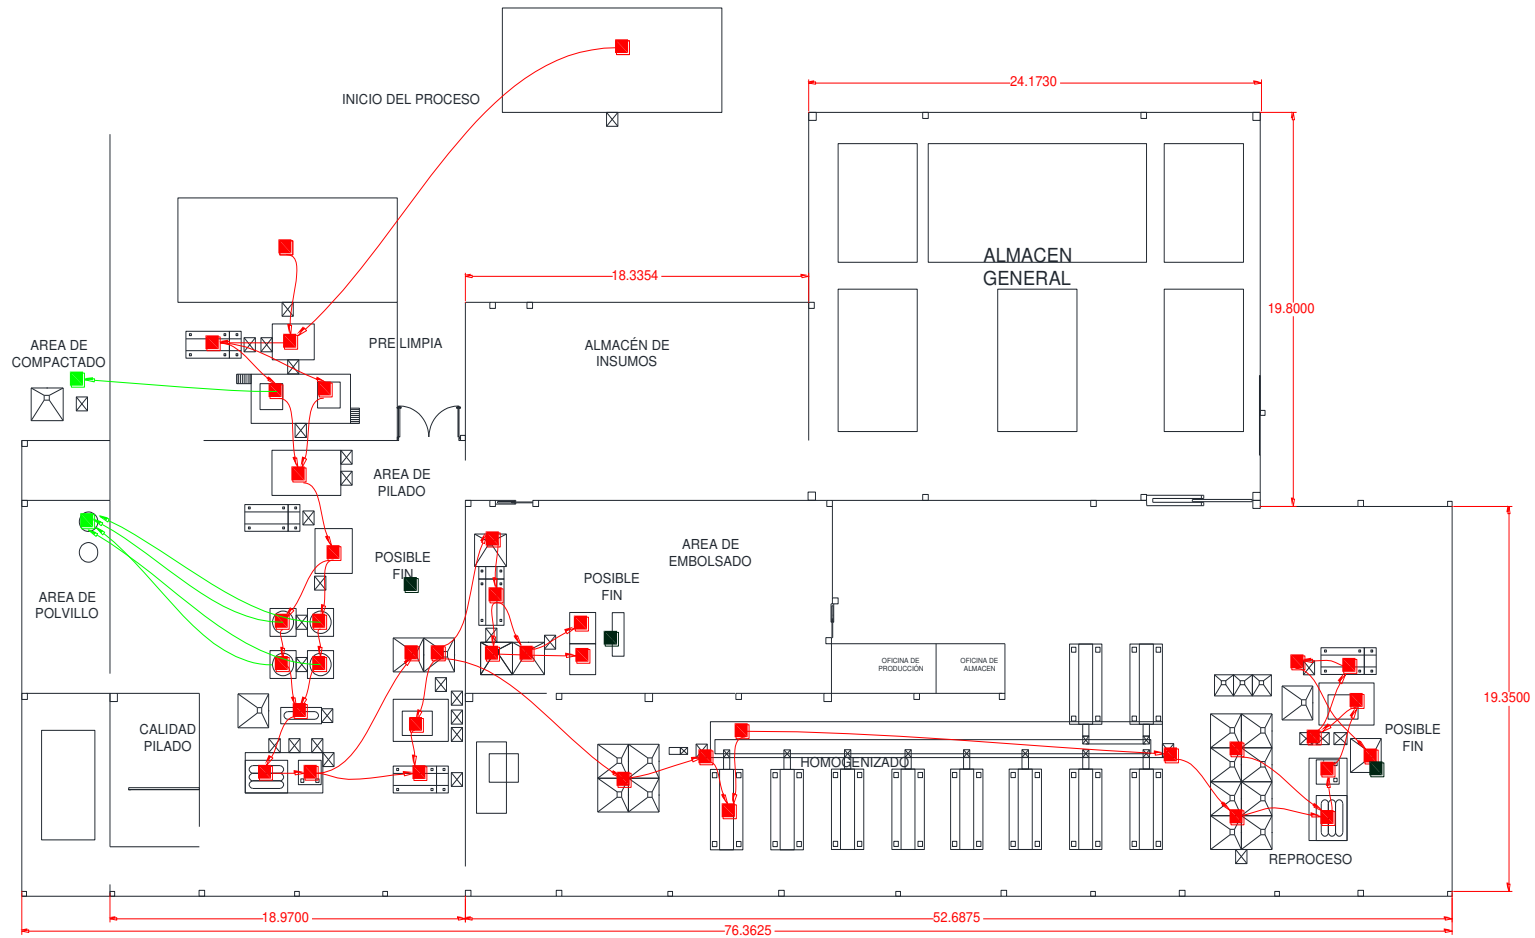 24.1730
INICIO DEL PROCESO
ALMACEN
GENERAL
18.3354
19.8000
AREA DE
COMPACTADO
PRE LIMPIA
ALMACÉN DE
INSUMOS
AREA DE
PILADO
AREA DE
EMBOLSADO
POSIBLE
FIN
POSIBLE
FIN
AREA DE
POLVILLO
OFICINA DE
PRODUCCIÓN
OFICINA DE
ALMACEN
19.3500
CALIDAD
PILADO
POSIBLE
FIN
HOMOGENIZADO
REPROCESO
18.9700
52.6875
76.3625